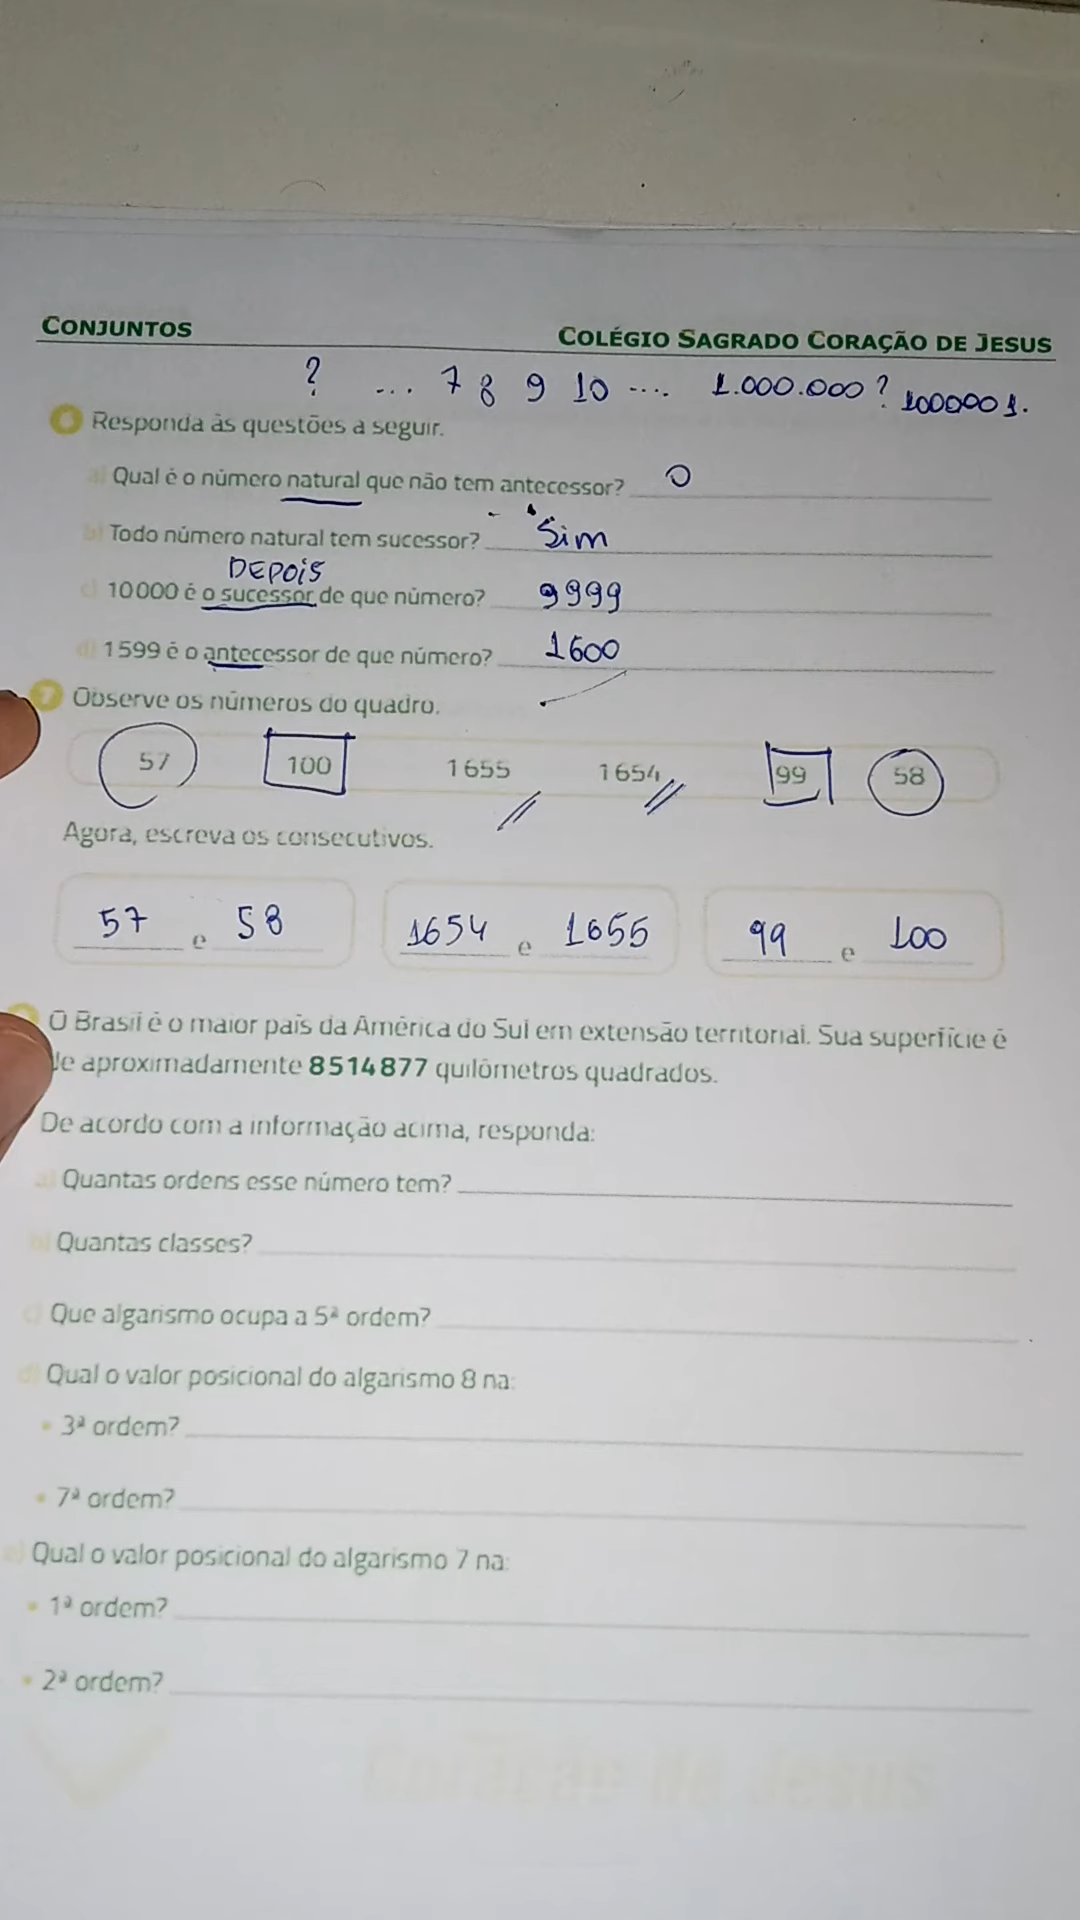 CONJUNTOS
COLÉGIO SAGRADO CORAÇÃO DE JESUS
? ... 7 8 9 10 .... 1.000.000? 1000001.
6 Responda às questões a seguir.
a) Qual é o número natural que não tem antecessor? 0
b) Todo número natural tem sucessor? Sim
DEPOIS
c) 10000 é o sucessor de que número? 9999
d) 1599 é o antecessor de que número? 1600
7 Observe os números do quadro.
57 100 1655 1654 99 58
Agora, escreva os consecutivos.
57 e 58 1654 e 1655 99 e 100
O Brasil é o maior país da América do Sul em extensão territorial. Sua superfície é
de aproximadamente 8514877 quilômetros quadrados.
De acordo com a informação acima, responda:
a) Quantas ordens esse número tem?
b) Quantas classes?
c) Que algarismo ocupa a 5ª ordem?
d) Qual o valor posicional do algarismo 8 na:
• 3ª ordem?
• 7ª ordem?
e) Qual o valor posicional do algarismo 7 na:
• 1ª ordem?
• 2ª ordem?
Coração de Jesus